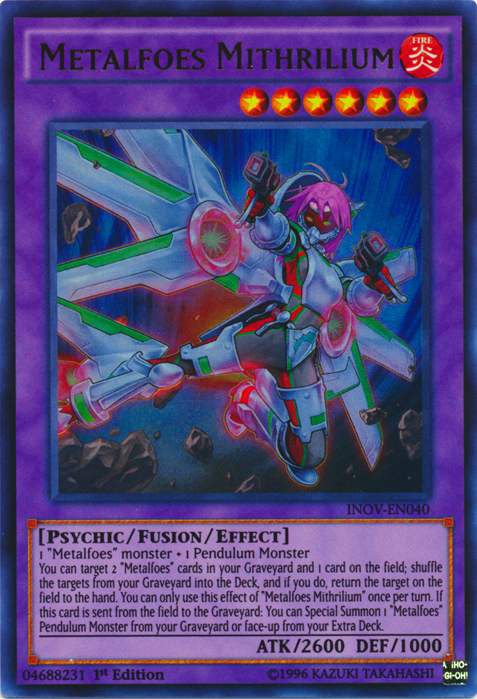 METALFOES MITHRILIUM
FIRE
炎
INOV-EN040
[PSYCHIC/FUSION/EFFECT]
1 "Metalfoes" monster + 1 Pendulum Monster
You can target 2 "Metalfoes" cards in your Graveyard and 1 card on the field; shuffle
the targets from your Graveyard into the Deck, and if you do, return the target on the
field to the hand. You can only use this effect of "Metalfoes Mithrilium" once per turn. If
this card is sent from the field to the Graveyard: You can Special Summon 1 "Metalfoes"
Pendulum Monster from your Graveyard or face-up from your Extra Deck.
ATK/2600 DEF/1000
04688231 1st Edition ©1996 KAZUKI TAKAHASHI